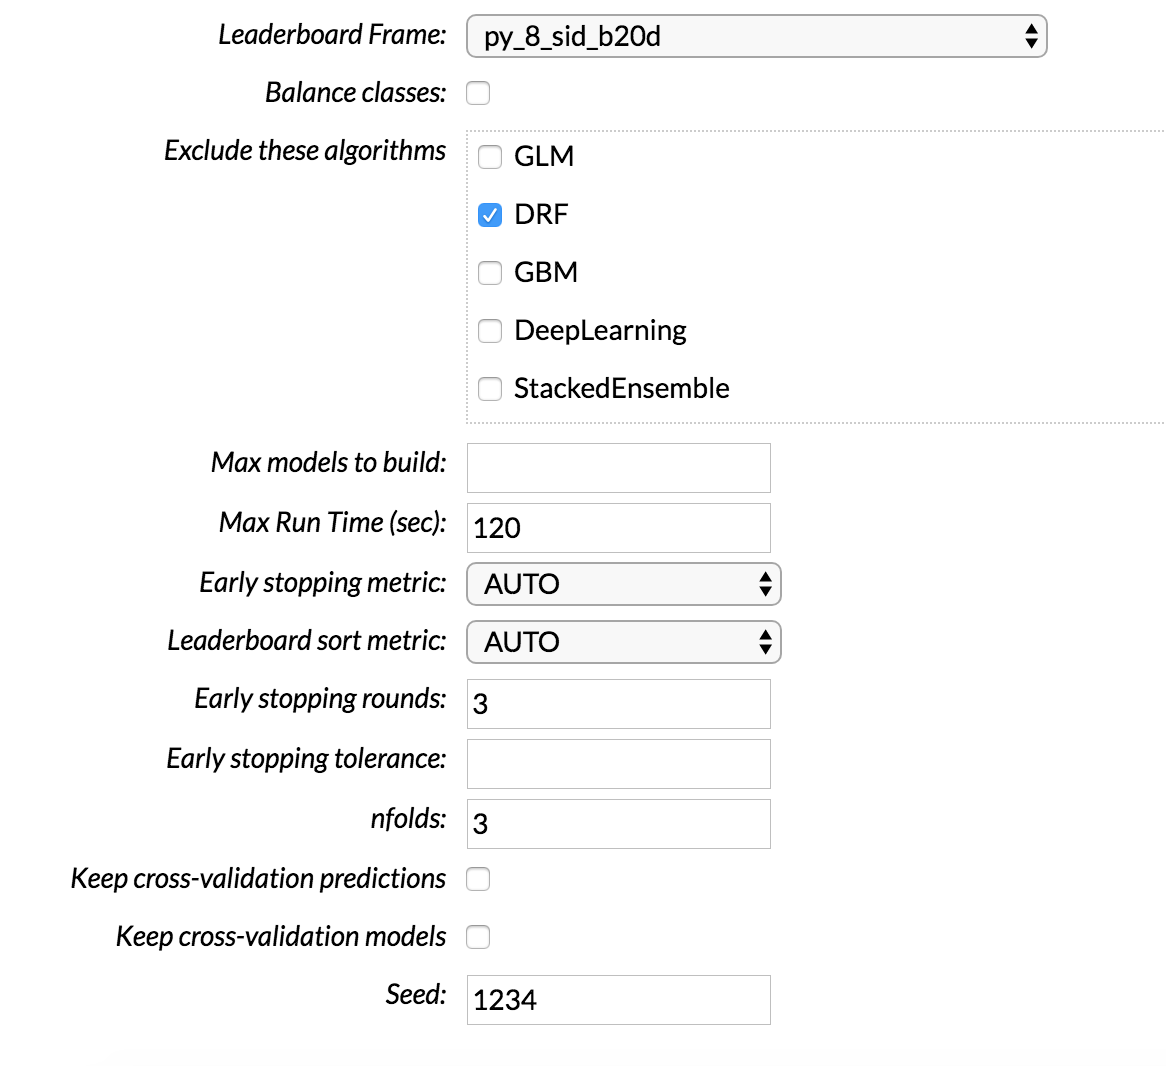 Leaderboard Frame: py_8_sid_b20d
Balance classes:
Exclude these algorithms GLM
DRF
GBM
DeepLearning
StackedEnsemble
Max models to build:
Max Run Time (sec): 120
Early stopping metric: AUTO
Leaderboard sort metric: AUTO
Early stopping rounds: 3
Early stopping tolerance:
nfolds: 3
Keep cross-validation predictions
Keep cross-validation models
Seed: 1234